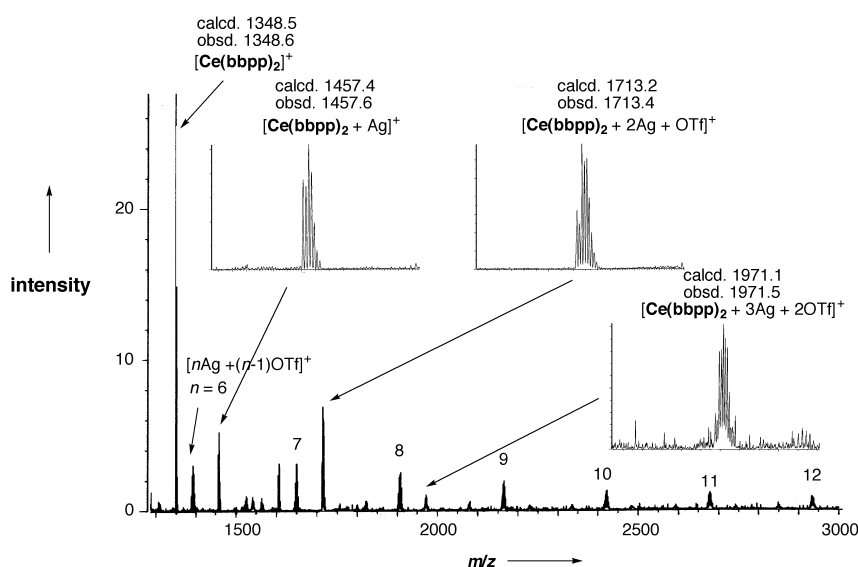 calcd. 1348.5
obsd. 1348.6
[Ce(bbpp)₂]⁺
calcd. 1457.4
obsd. 1457.6
[Ce(bbpp)₂ + Ag]⁺
calcd. 1713.2
obsd. 1713.4
[Ce(bbpp)₂ + 2Ag + OTf]⁺
calcd. 1971.1
obsd. 1971.5
[Ce(bbpp)₂ + 3Ag + 2OTf]⁺
20
intensity
10
[nAg +(n-1)OTf]⁺
n = 6
7
8
9
10
11
12
0
1500
2000
2500
3000
m/z